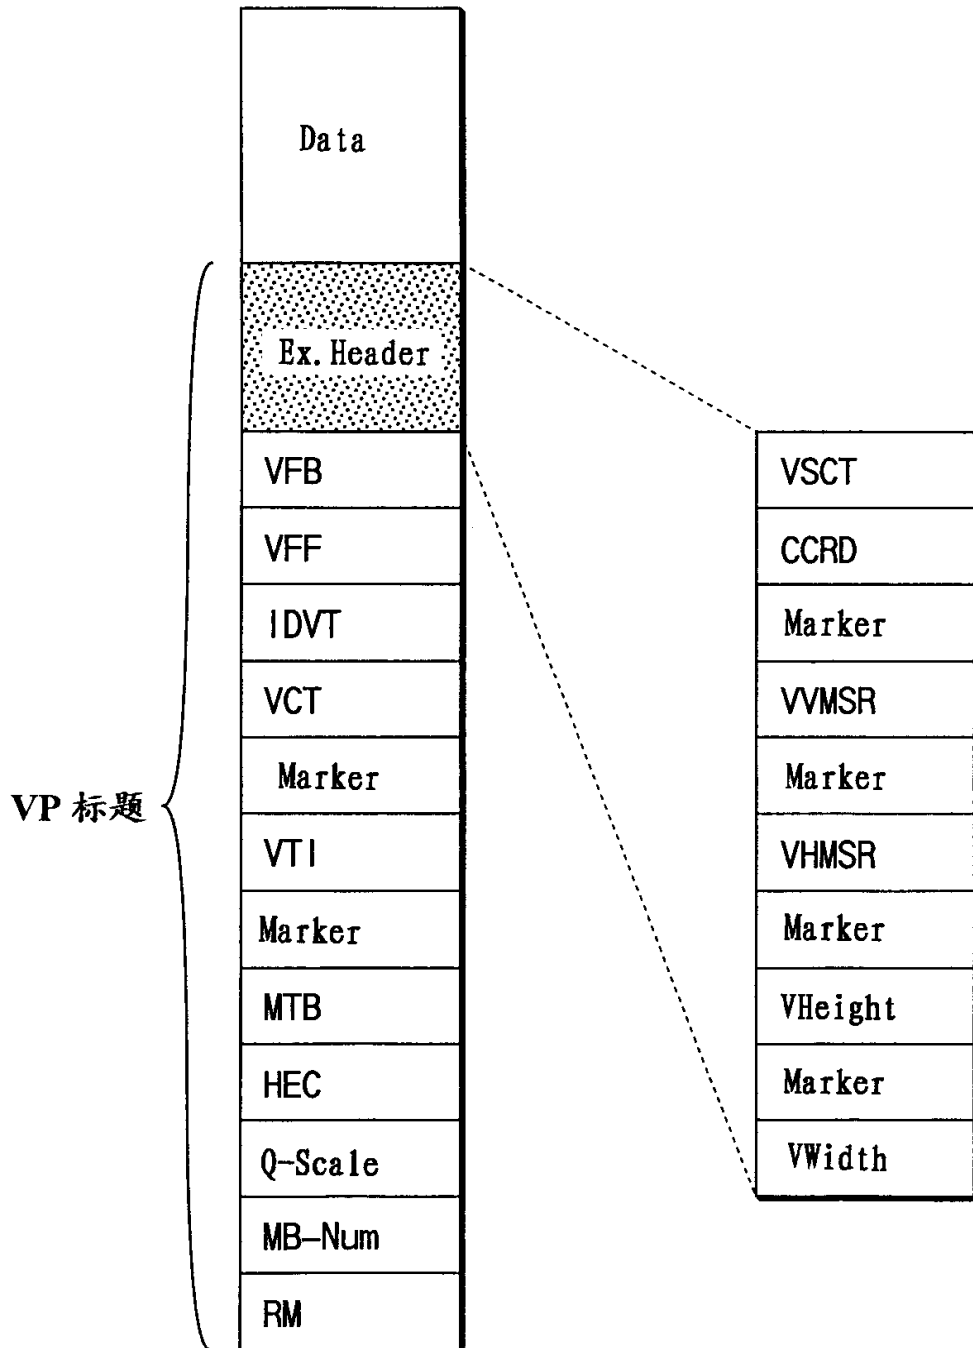 Data
Ex. Header
VFB
VFF
IDVT
VCT
Marker
VTI
Marker
MTB
HEC
Q-Scale
MB-Num
RM
VP 标题
VSCT
CCRD
Marker
VVMSR
Marker
VHMSR
Marker
VHeight
Marker
VWidth